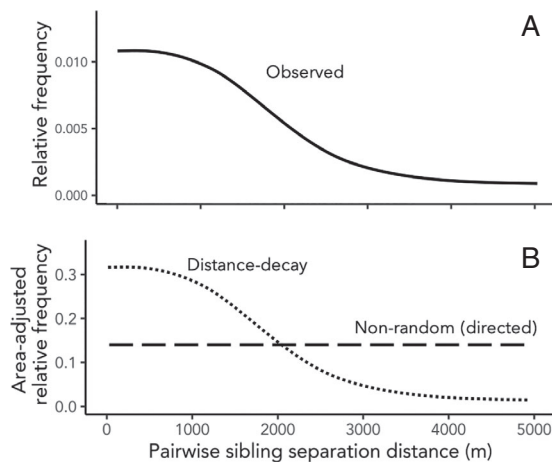 A
Relative frequency
0.010
0.005
0.000
Observed
B
Area-adjusted
relative frequency
0.3
0.2
0.1
0.0
Distance-decay
Non-random (directed)
0 1000 2000 3000 4000 5000
Pairwise sibling separation distance (m)